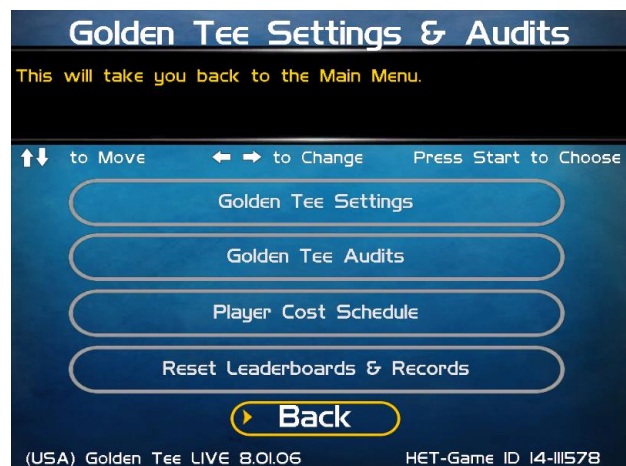 Golden Tee Settings & Audits
This will take you back to the Main Menu.
to Move to Change Press Start to Choose
Golden Tee Settings
Golden Tee Audits
Player Cost Schedule
Reset Leaderboards & Records
Back
(USA) Golden Tee LIVE 8.01.06 HET-Game ID 14-111578